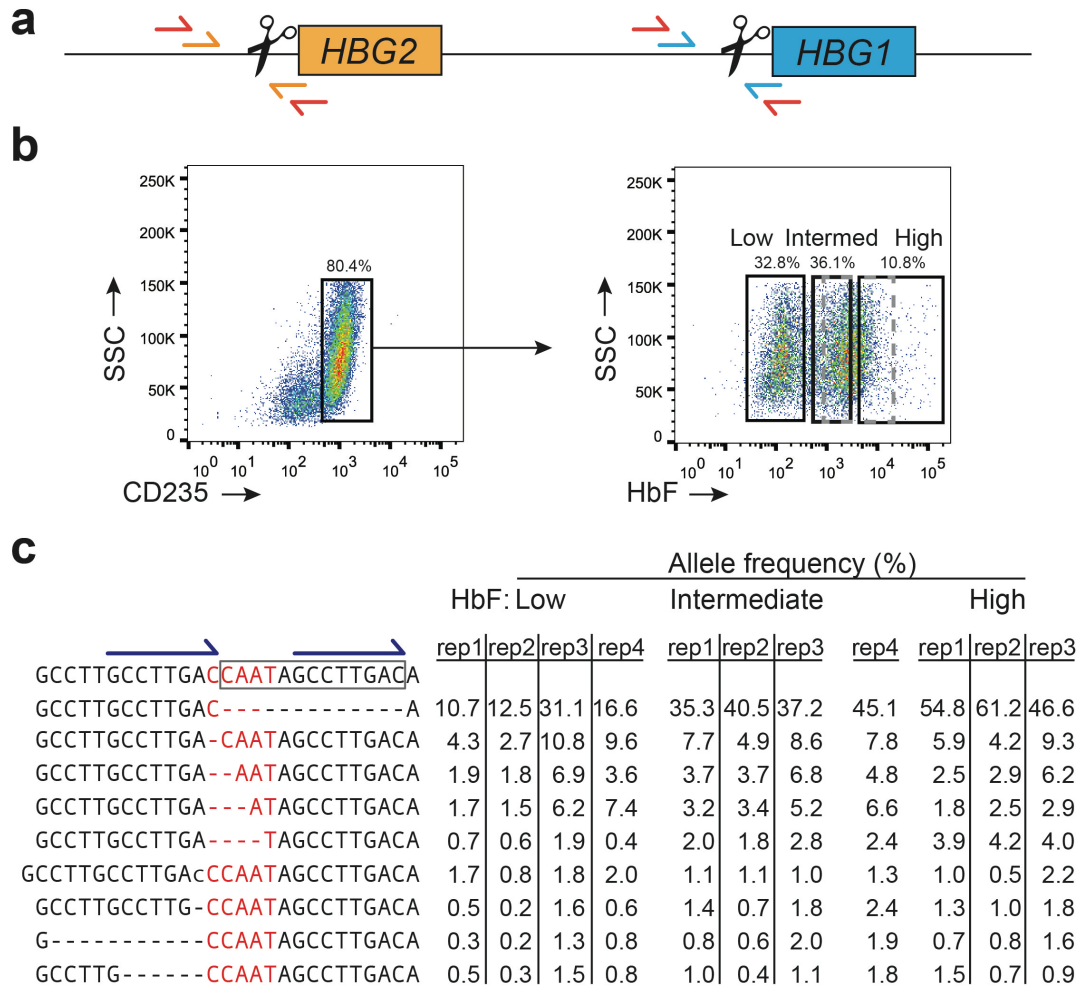 a
HBG2 HBG1
b
250K
200K
150K
100K
50K
0
SSC
80.4%
10^0 10^1 10^2 10^3 10^4 10^5
CD235
250K
200K
150K
100K
50K
0
SSC
Low Intermed High
32.8% 36.1% 10.8%
10^0 10^1 10^2 10^3 10^4 10^5
HbF
c
Allele frequency (%)
HbF: Low Intermediate High
rep1 rep2 rep3 rep4 rep1 rep2 rep3 rep4 rep1 rep2 rep3
GCCTTGCCTTGACCAATAGCCTTGACA
C------------A 10.7 12.5 31.1 16.6 35.3 40.5 37.2 45.1 54.8 61.2 46.6
GCCTTGCCTTGA-CAATAGCCTTGACA 4.3 2.7 10.8 9.6 7.7 4.9 8.6 7.8 5.9 4.2 9.3
GCCTTGCCTTGA--AATAGCCTTGACA 1.9 1.8 6.9 3.6 3.7 3.7 6.8 4.8 2.5 2.9 6.2
GCCTTGCCTTGA---ATAGCCTTGACA 1.7 1.5 6.2 7.4 3.2 3.4 5.2 6.6 1.8 2.5 2.9
GCCTTGCCTTGA----TAGCCTTGACA 0.7 0.6 1.9 0.4 2.0 1.8 2.8 2.4 3.9 4.2 4.0
GCCTTGCCTTGAcCCAATAGCCTTGACA 1.7 0.8 1.8 2.0 1.1 1.1 1.0 1.3 1.0 0.5 2.2
GCCTTGCCTTG-CCAATAGCCTTGACA 0.5 0.2 1.6 0.6 1.4 0.7 1.8 2.4 1.3 1.0 1.8
G-----------CCAATAGCCTTGACA 0.3 0.2 1.3 0.8 0.8 0.6 2.0 1.9 0.7 0.8 1.6
GCCTTG------CCAATAGCCTTGACA 0.5 0.3 1.5 0.8 1.0 0.4 1.1 1.8 1.5 0.7 0.9